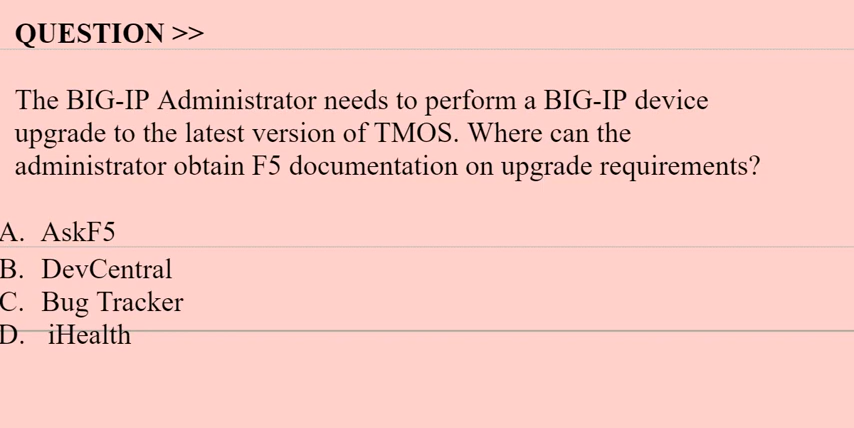 QUESTION >>
The BIG-IP Administrator needs to perform a BIG-IP device
upgrade to the latest version of TMOS. Where can the
administrator obtain F5 documentation on upgrade requirements?
A. AskF5
B. DevCentral
C. Bug Tracker
D. iHealth